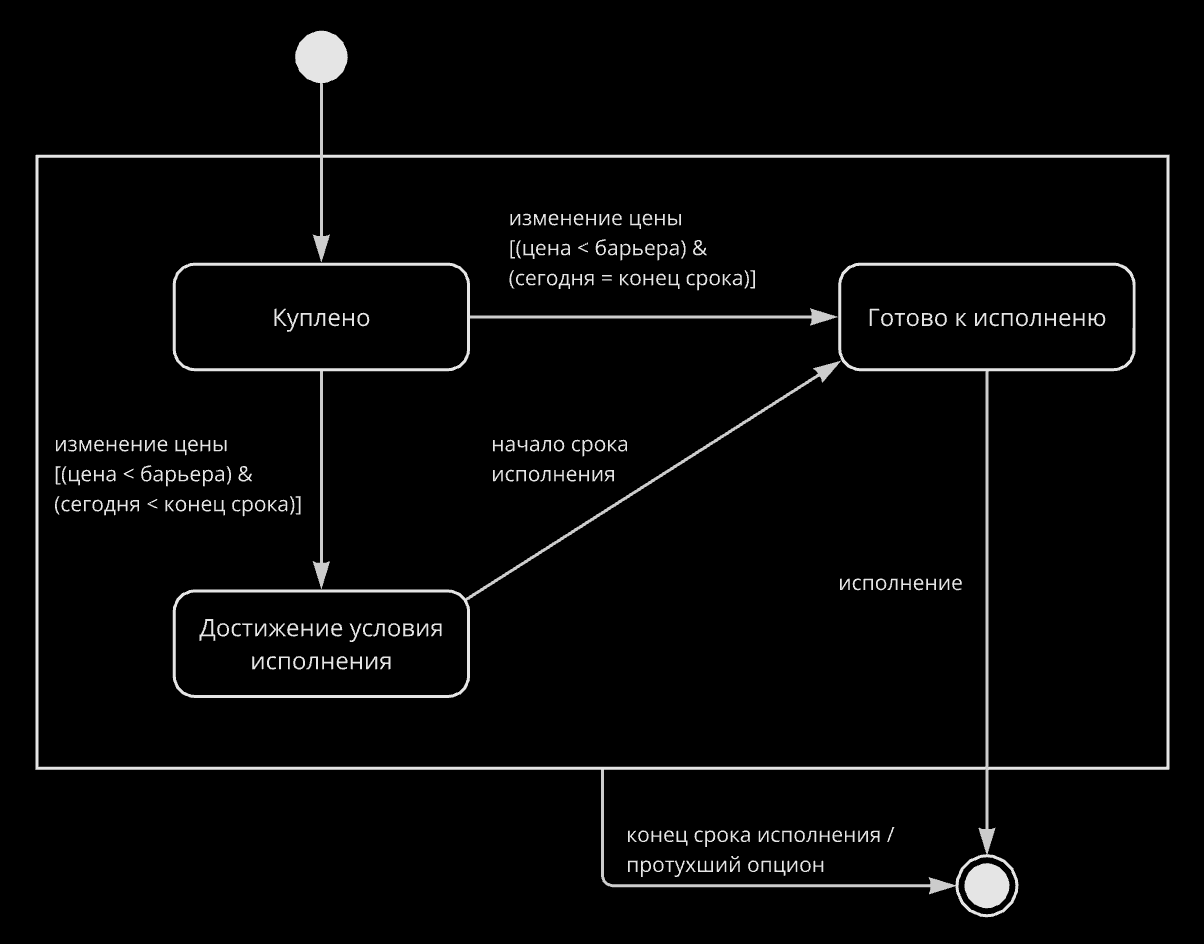 изменение цены
[(цена < барьера) &
(сегодня = конец срока)]
Куплено
Готово к исполненю
изменение цены
[(цена < барьера) &
(сегодня < конец срока)]
начало срока
исполнения
исполнение
Достижение условия
исполнения
конец срока исполнения /
протухший опцион